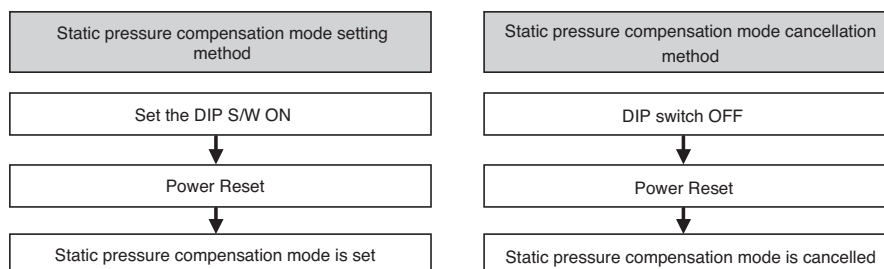 Static pressure compensation mode setting
method
Set the DIP S/W ON
Power Reset
Static pressure compensation mode is set
Static pressure compensation mode cancellation
method
DIP switch OFF
Power Reset
Static pressure compensation mode is cancelled